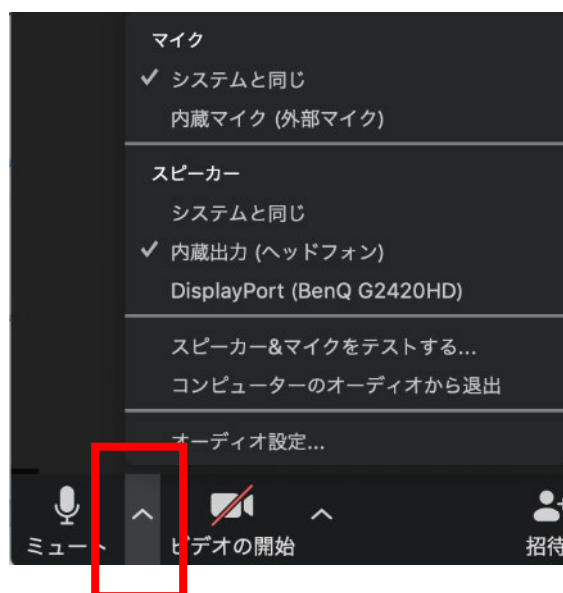 マイク
システムと同じ
内蔵マイク (外部マイク)
スピーカー
システムと同じ
内蔵出力 (ヘッドフォン)
DisplayPort (BenQ G2420HD)
スピーカー&マイクをテストする...
コンピューターのオーディオから退出
オーディオ設定...
ミュート
ビデオの開始
招待